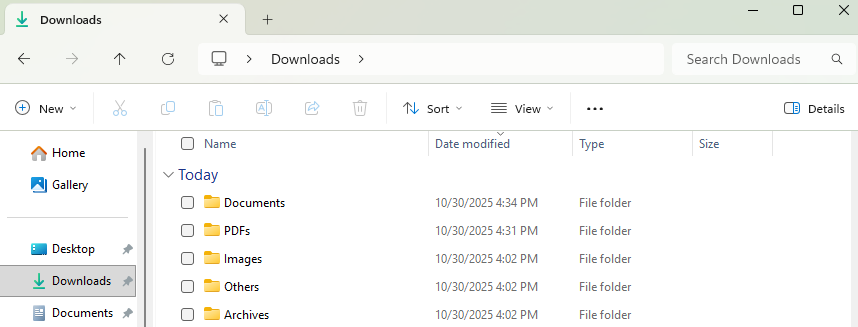 Downloads
Downloads
Search Downloads
New
Sort
View
Details
Home
Gallery
Desktop
Downloads
Documents
Name Date modified Type Size
Today
Documents 10/30/2025 4:34 PM File folder
PDFs 10/30/2025 4:31 PM File folder
Images 10/30/2025 4:02 PM File folder
Others 10/30/2025 4:02 PM File folder
Archives 10/30/2025 4:02 PM File folder